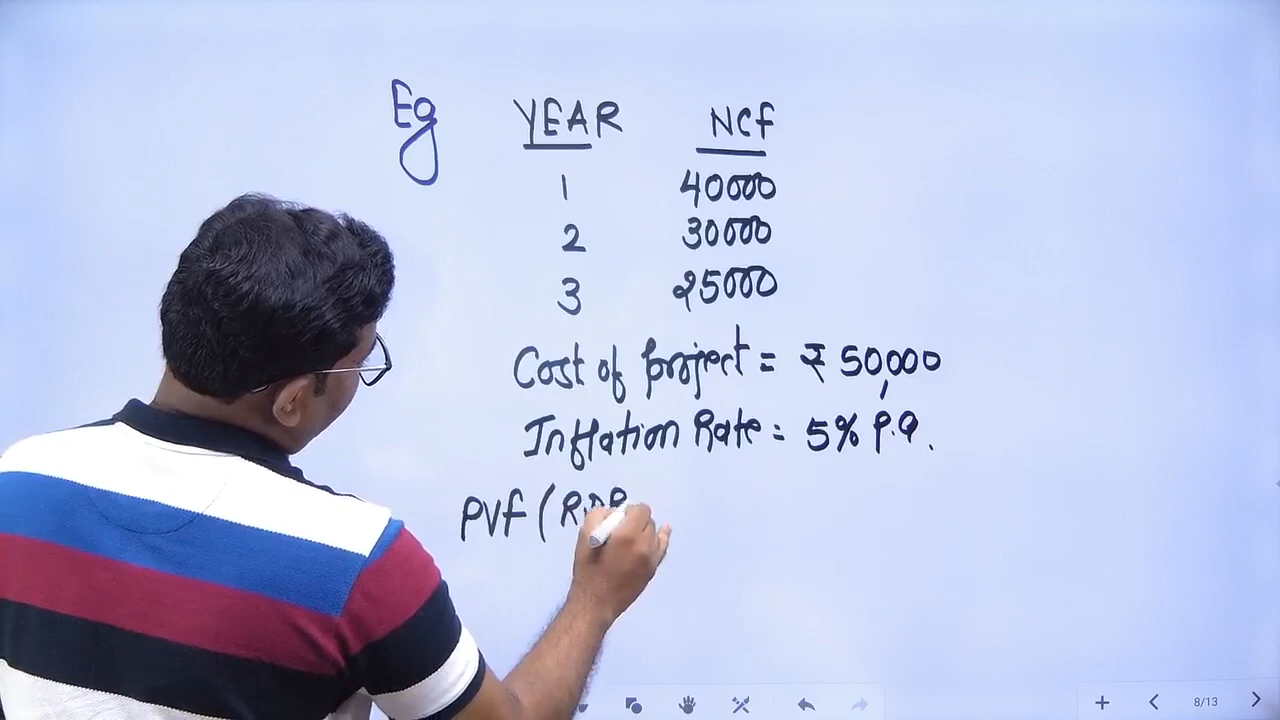 Eg YEAR NCF
1 40000
2 30000
3 25000
Cost of project = ₹ 50,000
Inflation Rate = 5% P.a.
PVF (RDR
8/13